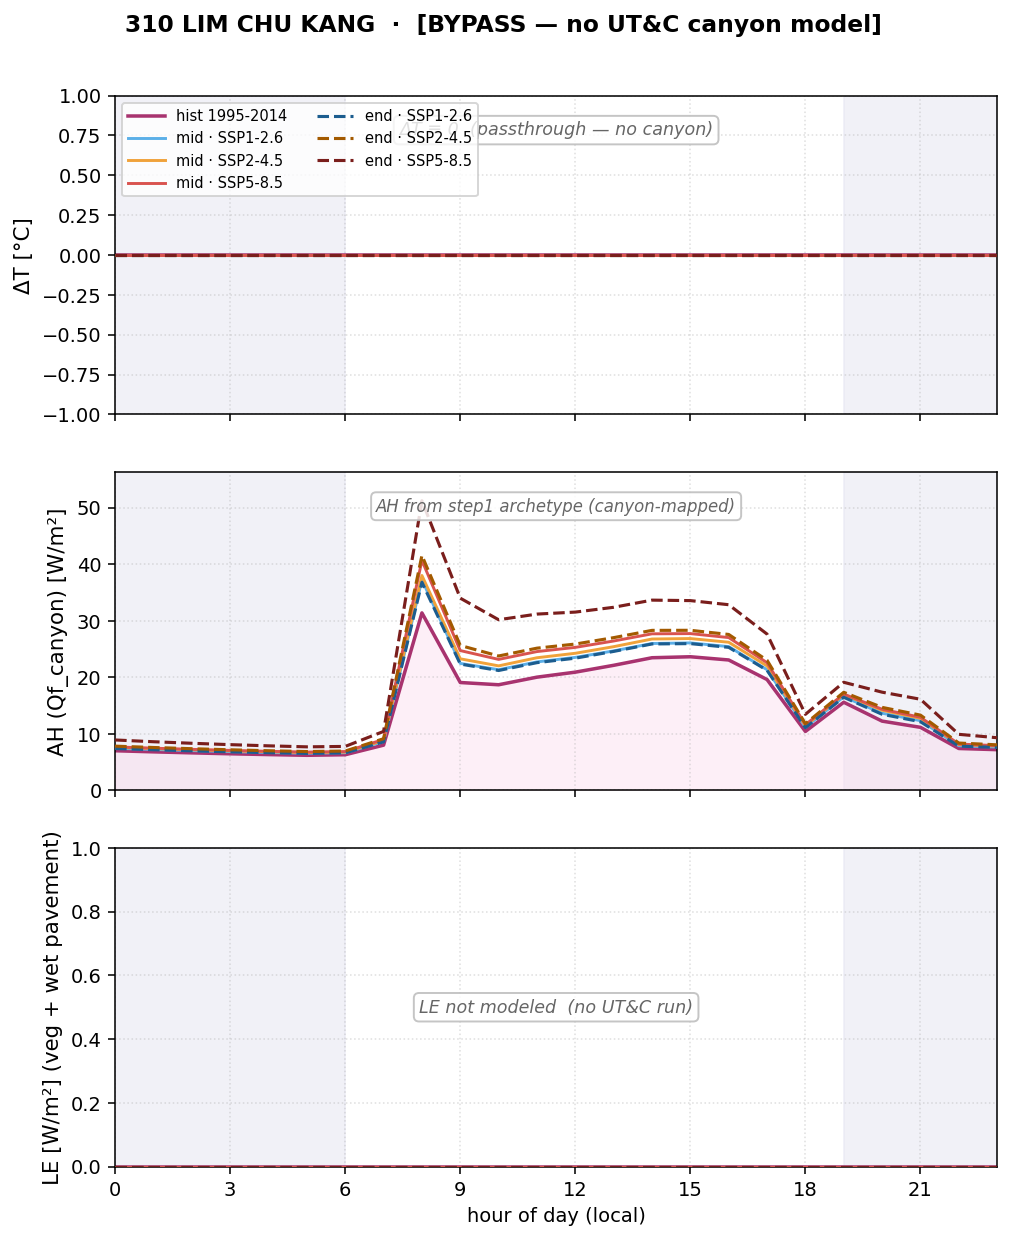 310 LIM CHU KANG · [BYPASS — no UT&C canyon model]
hist 1995-2014
mid · SSP1-2.6
mid · SSP2-4.5
mid · SSP5-8.5
end · SSP1-2.6
end · SSP2-4.5
end · SSP5-8.5
(passthrough — no canyon)
ΔT [°C]
1.00
0.75
0.50
0.25
0.00
−0.25
−0.50
−0.75
−1.00
AH from step1 archetype (canyon-mapped)
AH (Qf_canyon) [W/m²]
50
40
30
20
10
0
LE not modeled (no UT&C run)
LE [W/m²] (veg + wet pavement)
1.0
0.8
0.6
0.4
0.2
0.0
0 3 6 9 12 15 18 21
hour of day (local)